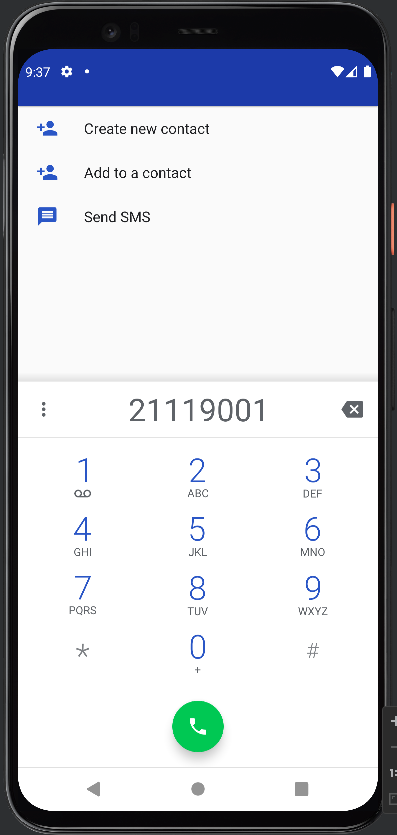 9:37
Create new contact
Add to a contact
Send SMS
21119001
1 2 3
ABC DEF
4 5 6
GHI JKL MNO
7 8 9
PQRS TUV WXYZ
* 0 #
+
+
1: